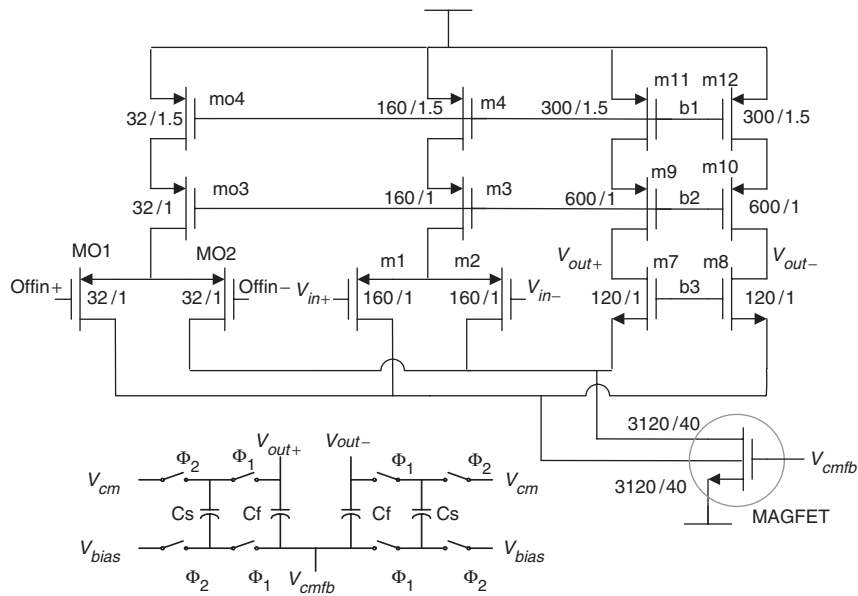 mo4
m4
m11
m12
32/1.5
160/1.5
300/1.5
b1
300/1.5
mo3
m3
m9
m10
32/1
160/1
600/1
b2
600/1
MO1
MO2
m1
m2
Vout+
m7
m8
Vout−
Offin+
32/1
32/1
Offin−
Vin+
160/1
160/1
Vin−
120/1
b3
120/1
3120/40
Vcmfb
3120/40
MAGFET
Φ2
Φ1
Vout+
Vout−
Φ1
Φ2
Vcm
Vcm
Cs
Cf
Cf
Cs
Vbias
Vbias
Φ2
Φ1
Vcmfb
Φ1
Φ2